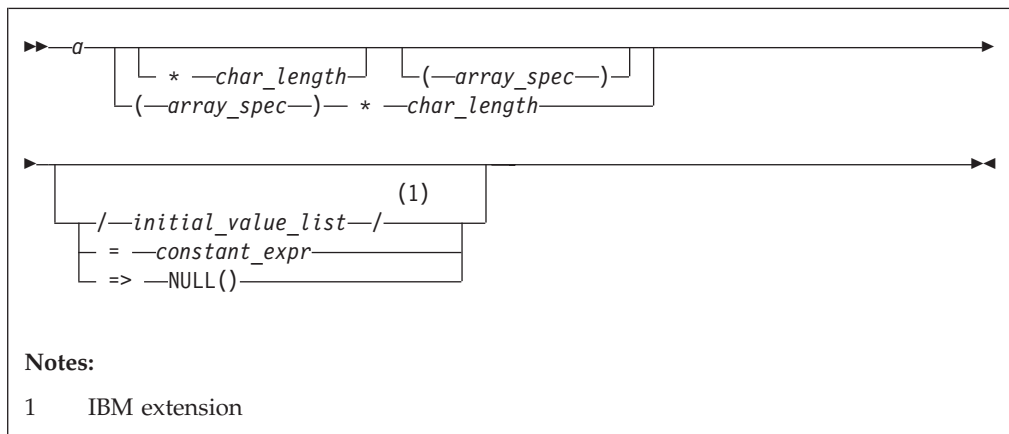 a
* char_length ( array_spec )
( array_spec ) * char_length
(1)
/ initial_value_list /
= constant_expr
=> NULL()
Notes:
1 IBM extension